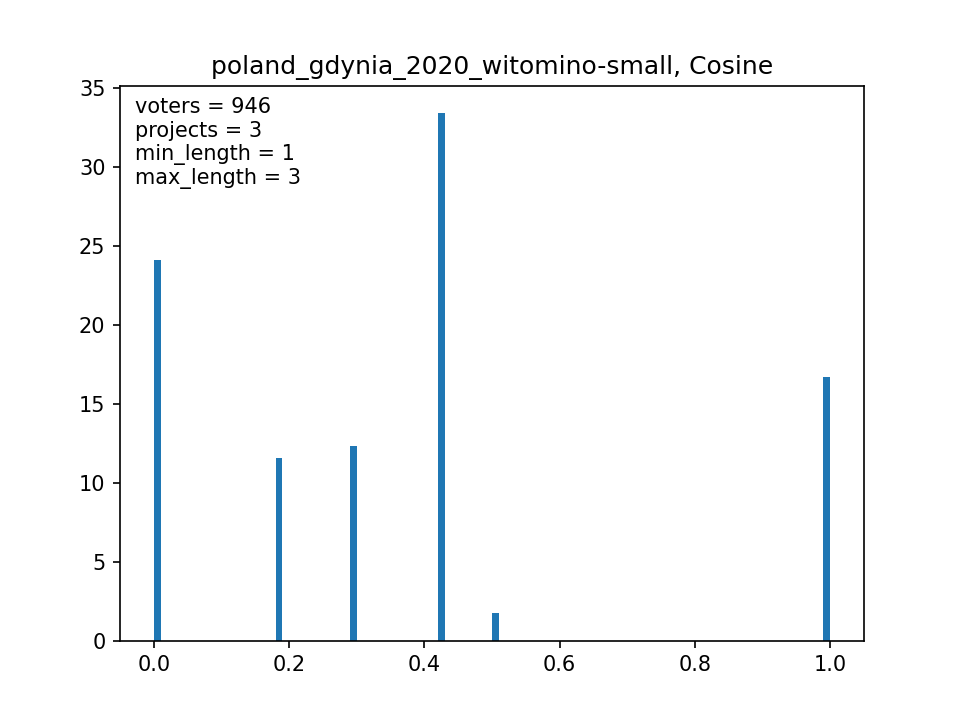 poland_gdynia_2020_witomino-small, Cosine
voters = 946
projects = 3
min_length = 1
max_length = 3
35
30
25
20
15
10
5
0
0.0 0.2 0.4 0.6 0.8 1.0